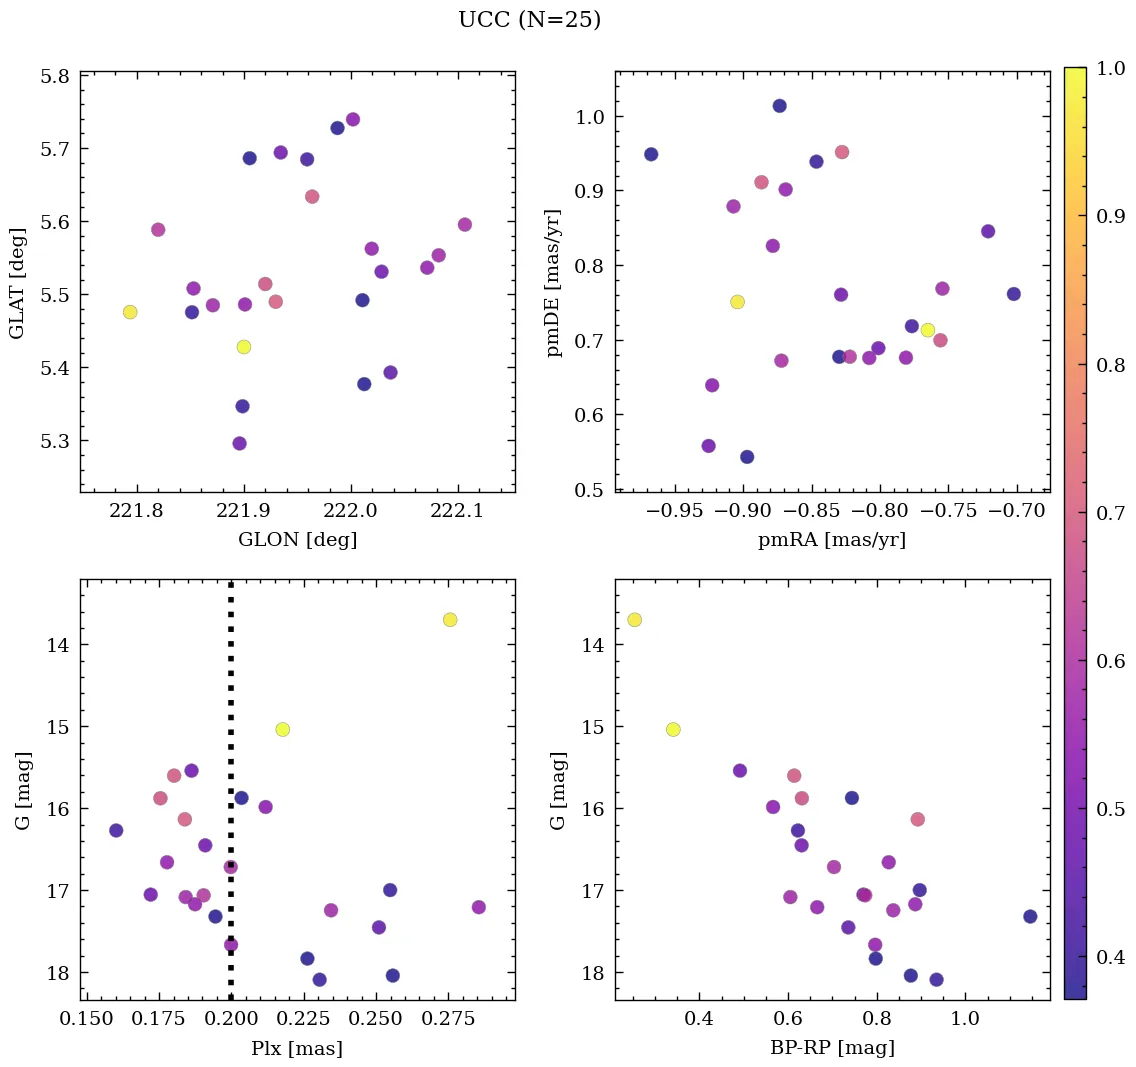 UCC (N=25)
5.8
5.7
5.6
5.5
5.4
5.3
GLAT [deg]
221.8 221.9 222.0 222.1
GLON [deg]
1.0
0.9
0.8
0.7
0.6
0.5
pmDE [mas/yr]
−0.95 −0.90 −0.85 −0.80 −0.75 −0.70
pmRA [mas/yr]
14
15
16
17
18
G [mag]
0.150 0.175 0.200 0.225 0.250 0.275
Plx [mas]
14
15
16
17
18
G [mag]
0.4 0.6 0.8 1.0
BP-RP [mag]
1.0
0.9
0.8
0.7
0.6
0.5
0.4